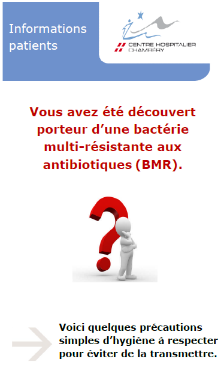 Informations
patients
CENTRE HOSPITALIER
CHAMBERY
Vous avez été découvert
porteur d'une bactérie
multi-résistante aux
antibiotiques (BMR).
Voici quelques précautions
simples d'hygiène à respecter
pour éviter de la transmettre.